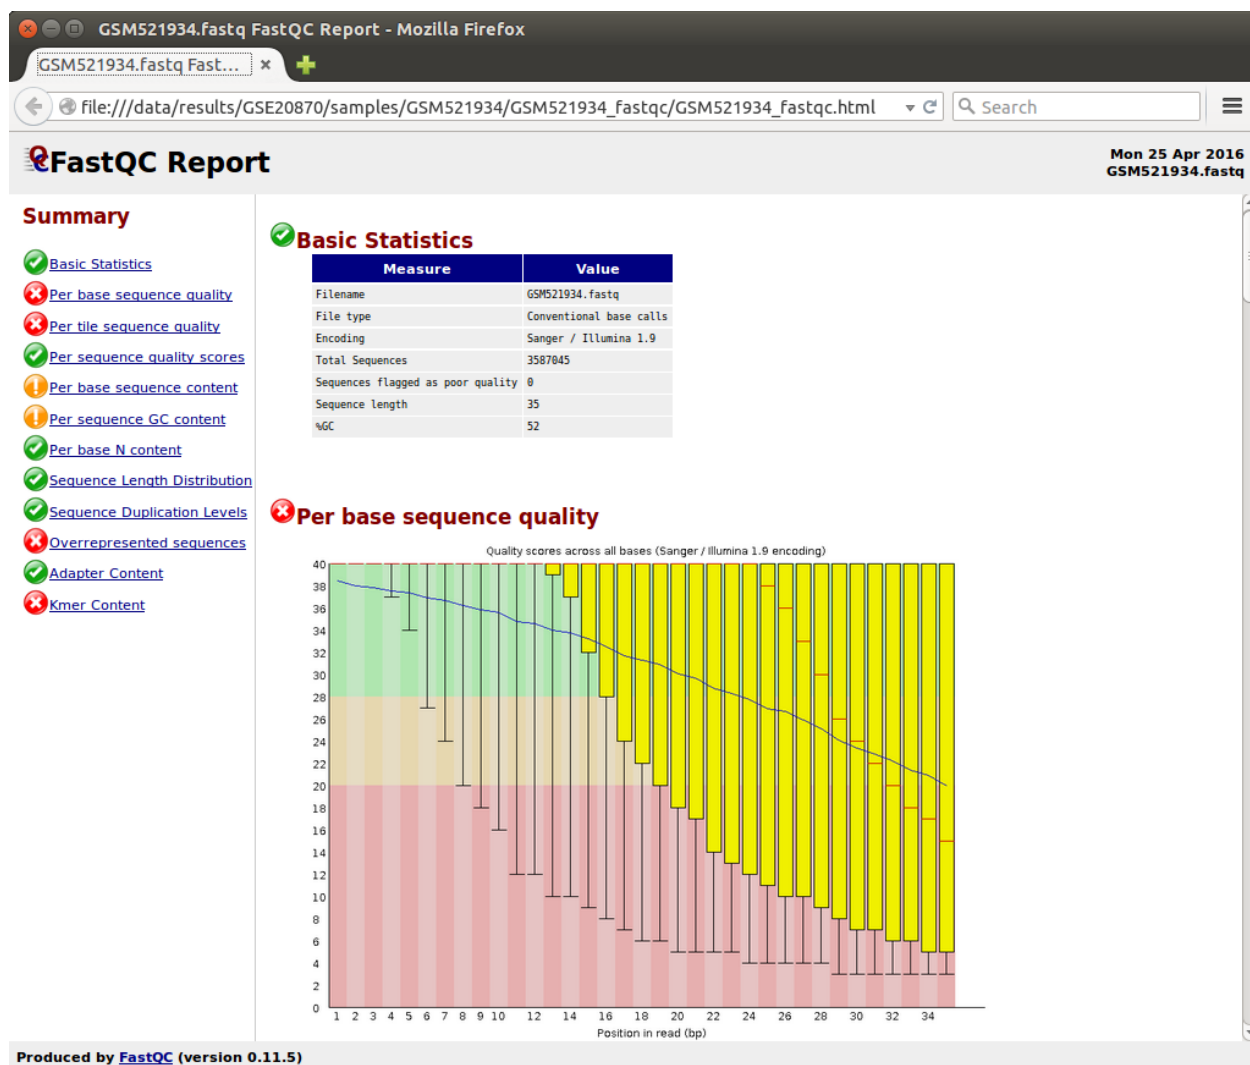 GSM521934.fastq FastQC Report - Mozilla Firefox
GSM521934.fastq Fast...
file:///data/results/GSE20870/samples/GSM521934/GSM521934_fastqc/GSM521934_fastqc.html
Search
FastQC Report
Mon 25 Apr 2016
GSM521934.fastq
Summary
Basic Statistics
Per base sequence quality
Per tile sequence quality
Per sequence quality scores
Per base sequence content
Per sequence GC content
Per base N content
Sequence Length Distribution
Sequence Duplication Levels
Overrepresented sequences
Adapter Content
Kmer Content
Basic Statistics
Measure Value
Filename GSM521934.fastq
File type Conventional base calls
Encoding Sanger / Illumina 1.9
Total Sequences 3587045
Sequences flagged as poor quality 0
Sequence length 35
%GC 52
Per base sequence quality
Quality scores across all bases (Sanger / Illumina 1.9 encoding)
40
38
36
34
32
30
28
26
24
22
20
18
16
14
12
10
8
6
4
2
0
1 2 3 4 5 6 7 8 9 10 12 14 16 18 20 22 24 26 28 30 32 34
Position in read (bp)
Produced by FastQC (version 0.11.5)